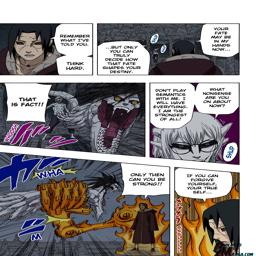 YOUR
FATE
MAY BE
IN MY
HANDS
NOW...
...BUT ONLY
YOU CAN
TRULY
DECIDE HOW
THAT FATE
SHAPES YOUR
DESTINY.
REMEMBER
WHAT I'VE
TOLD YOU.
THINK
HARD.
WHAT
NONSENSE
ARE YOU
ON ABOUT
NOW?
DON'T PLAY
SEMANTICS
WITH ME. I
WILL HAVE
EVERYTHING.
I AM THE
STRONGEST
OF ALL!
THAT
IS FACT!!
IF YOU
CAN
FORGIVE
YOURSELF,
YOUR
TRUE
SELF...
ONLY THEN
CAN YOU BE
STRONG!!
WHA
M